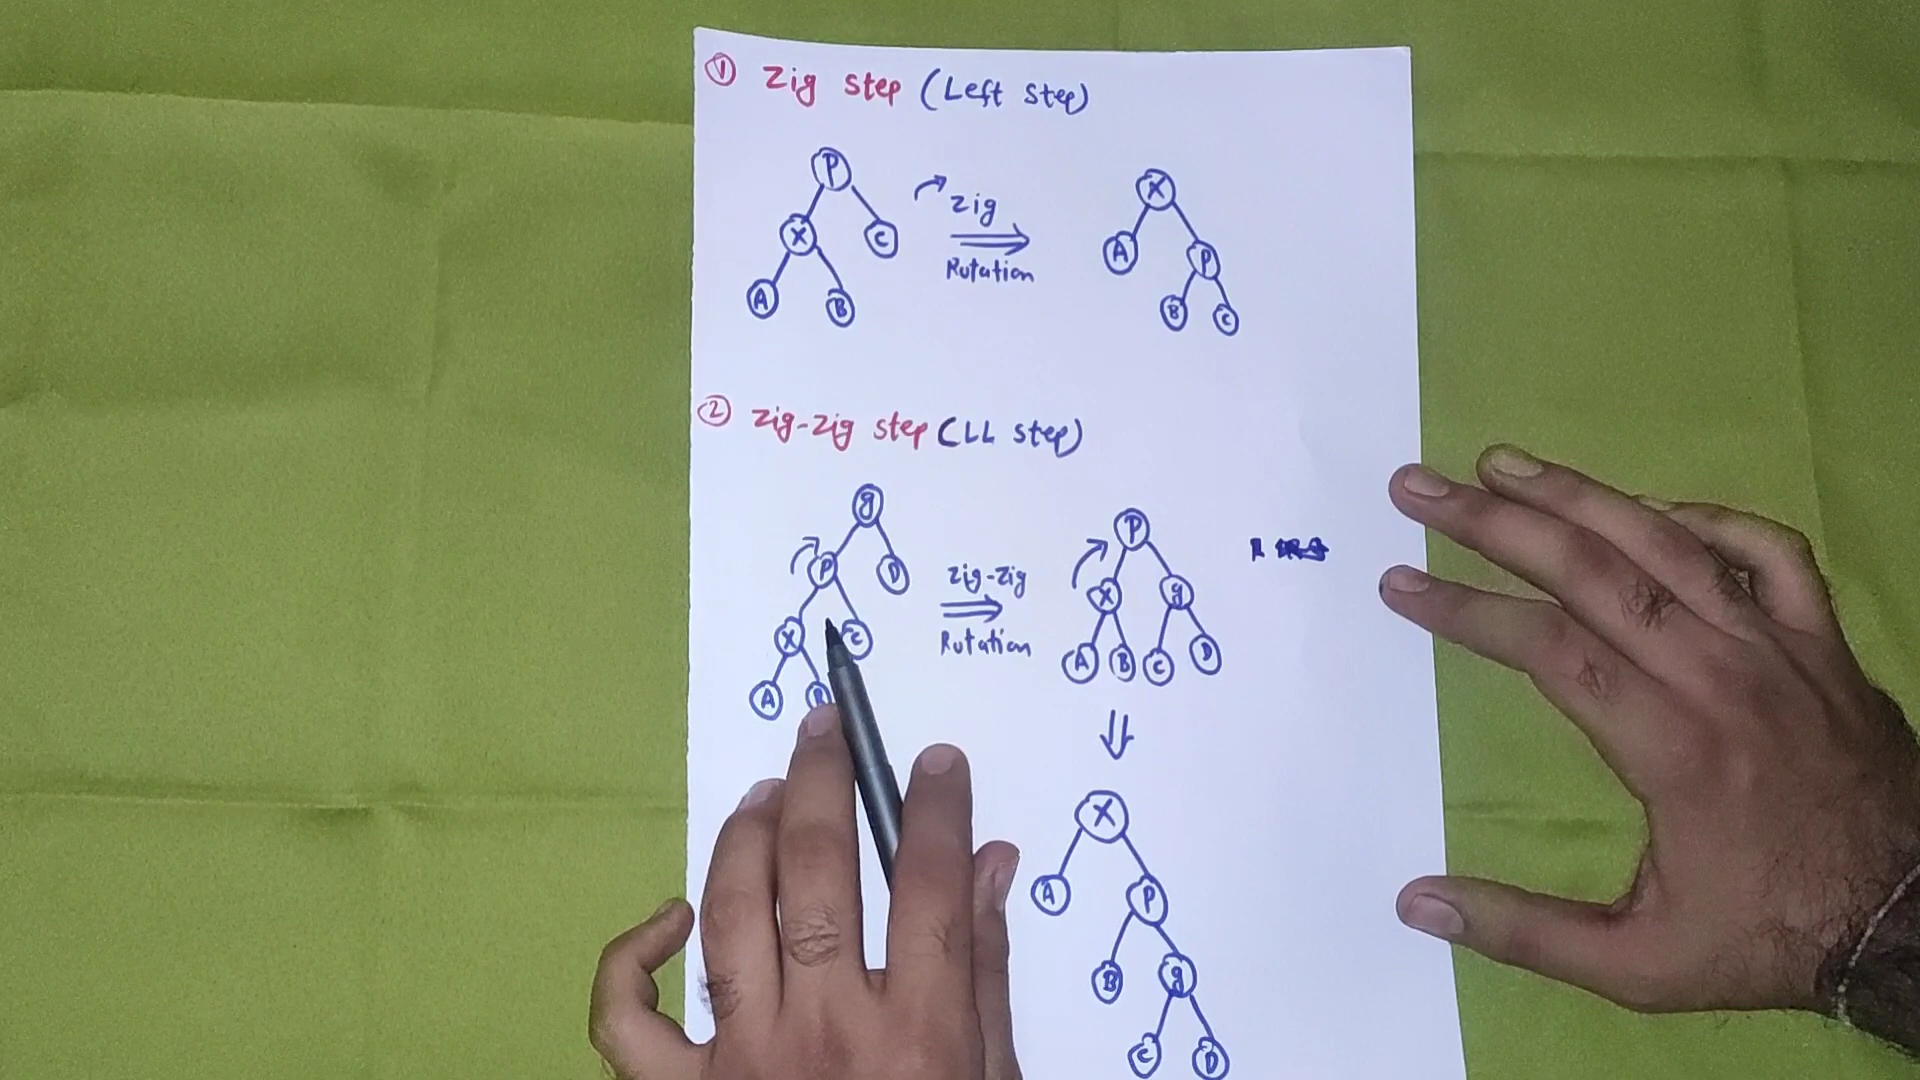 ① Zig step (Left step)
P
X C
A B
Zig
Rotation
X
A P
B C
② Zig-Zig step (LL step)
g
P D
X C
A B
Zig-Zig
Rotation
P
X g
A B C D
X
A P
B g
C D